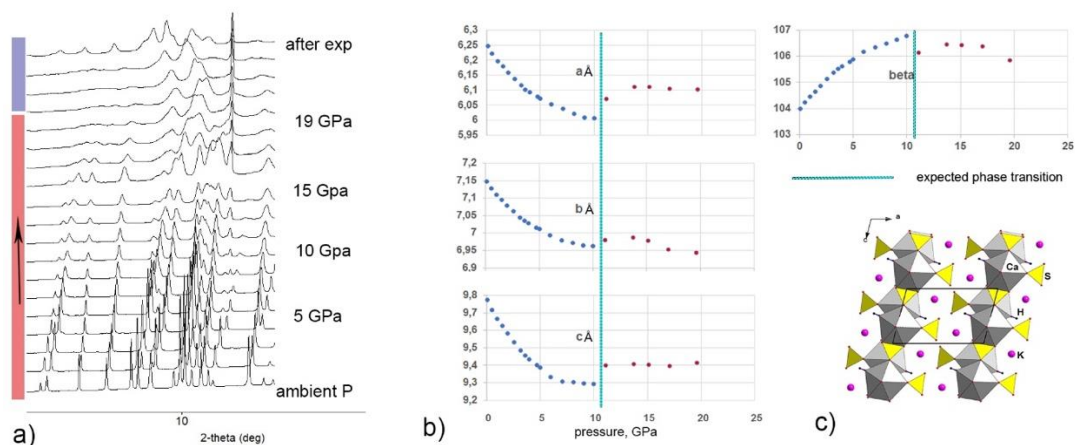 after exp
19 GPa
15 Gpa
10 Gpa
5 GPa
ambient P
10
2-theta (deg)
a)
6,3
6,25
6,2
6,15
6,1
6,05
6
5,95
a Å
7,2
7,15
7,1
7,05
7
6,95
6,9
b Å
9,8
9,7
9,6
9,5
9,4
9,3
9,2
c Å
0 5 10 15 20 25
pressure, GPa
b)
107
106
105
104
103
beta
0 5 10 15 20 25
expected phase transition
a
c
Ca
S
H
K
c)